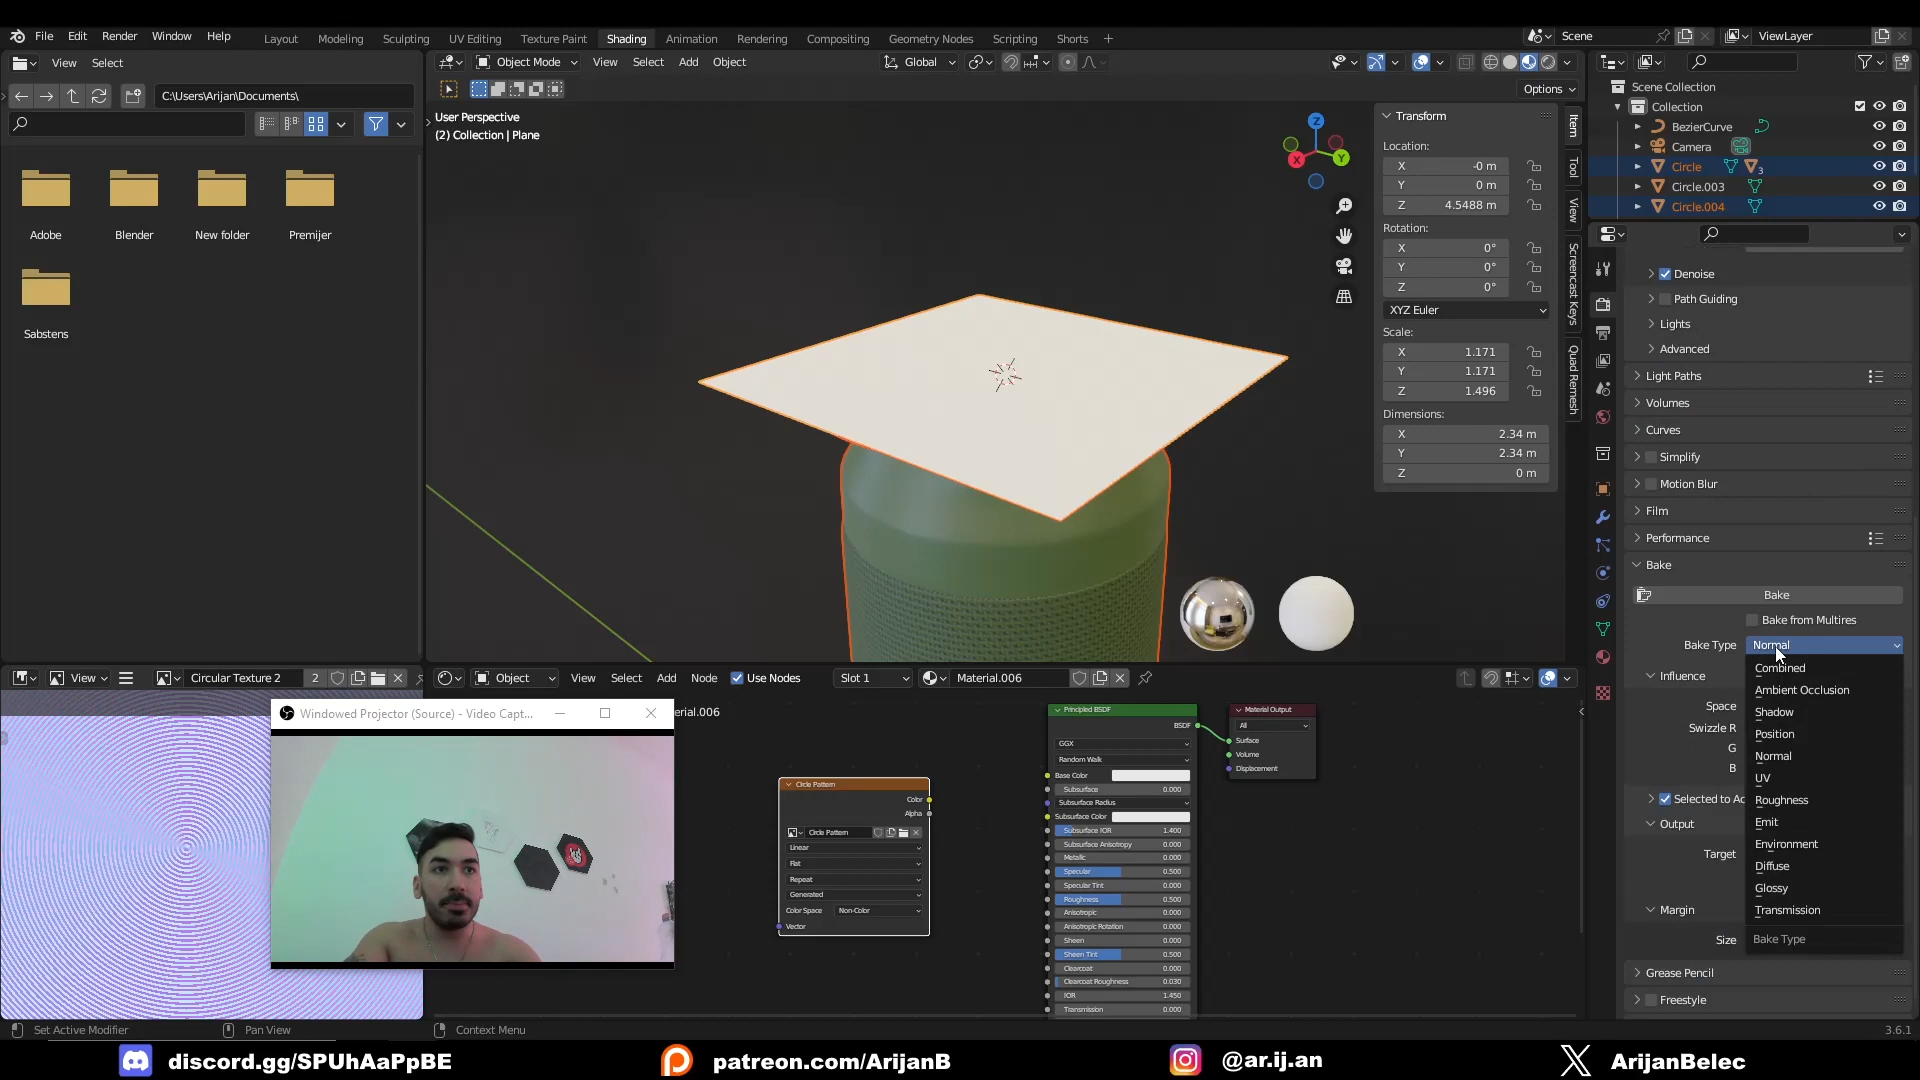 File Edit Render Window Help Layout Modeling Sculpting UV Editing Texture Paint Shading Animation Rendering Compositing Geometry Nodes Scripting Shorts + Scene ViewLayer
View Select
C:\Users\Arijan\Documents\
Adobe Blender New folder Premijer
Sabstens
Object Mode View Select Add Object Global
Options
User Perspective
(2) Collection | Plane
Z
X
Y
Transform
Location:
X -0 m
Y 0 m
Z 4.5488 m
Rotation:
X 0°
Y 0°
Z 0°
XYZ Euler
Scale:
X 1.171
Y 1.171
Z 1.496
Dimensions:
X 2.34 m
Y 2.34 m
Z 0 m
Item
Tool
View
Screencast Keys
Quad Remesh
Scene Collection
Collection
BezierCurve
Camera
Circle 3
Circle.003
Circle.004
Denoise
Path Guiding
Lights
Advanced
Light Paths
Volumes
Curves
Simplify
Motion Blur
Film
Performance
Bake
Bake
Bake from Multires
Bake Type Normal
Influence
Space
Swizzle R
G
B
Selected to Ac
Output
Target
Margin
Size
Combined
Ambient Occlusion
Shadow
Position
Normal
UV
Roughness
Emit
Environment
Diffuse
Glossy
Transmission
Bake Type
Grease Pencil
Freestyle
View Circular Texture 2 2
Windowed Projector (Source) - Video Capt...
Object View Select Add Node Use Nodes Slot 1 Material.006
erial.006
Circle Pattern
Color
Alpha
Circle Pattern
Linear
Flat
Repeat
Generated
Color Space Non-Color
Vector
Principled BSDF
BSDF
GGX
Random Walk
Base Color
Subsurface 0.000
Subsurface Radius
Subsurface Color
Subsurface IOR 1.400
Subsurface Anisotropy 0.000
Metallic 0.000
Specular 0.500
Specular Tint 0.000
Roughness 0.500
Anisotropic 0.000
Anisotropic Rotation 0.000
Sheen 0.000
Sheen Tint 0.500
Clearcoat 0.000
Clearcoat Roughness 0.030
IOR 1.450
Transmission 0.000
Material Output
All
Surface
Volume
Displacement
Set Active Modifier Pan View Context Menu 3.6.1
discord.gg/SPUhAaPpBE patreon.com/ArijanB @ar.ij.an ArijanBelec